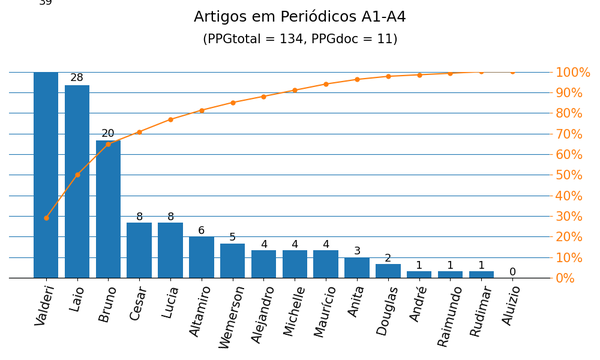 39
Artigos em Periódicos A1-A4
(PPGtotal = 134, PPGdoc = 11)
28
20
8
8
6
5
4
4
4
3
2
1
1
1
0
100%
90%
80%
70%
60%
50%
40%
30%
20%
10%
0%
Valderi
Laio
Bruno
Cesar
Lucia
Altamiro
Wemerson
Alejandro
Michelle
Maurício
Anita
Douglas
André
Raimundo
Rudimar
Aluizio